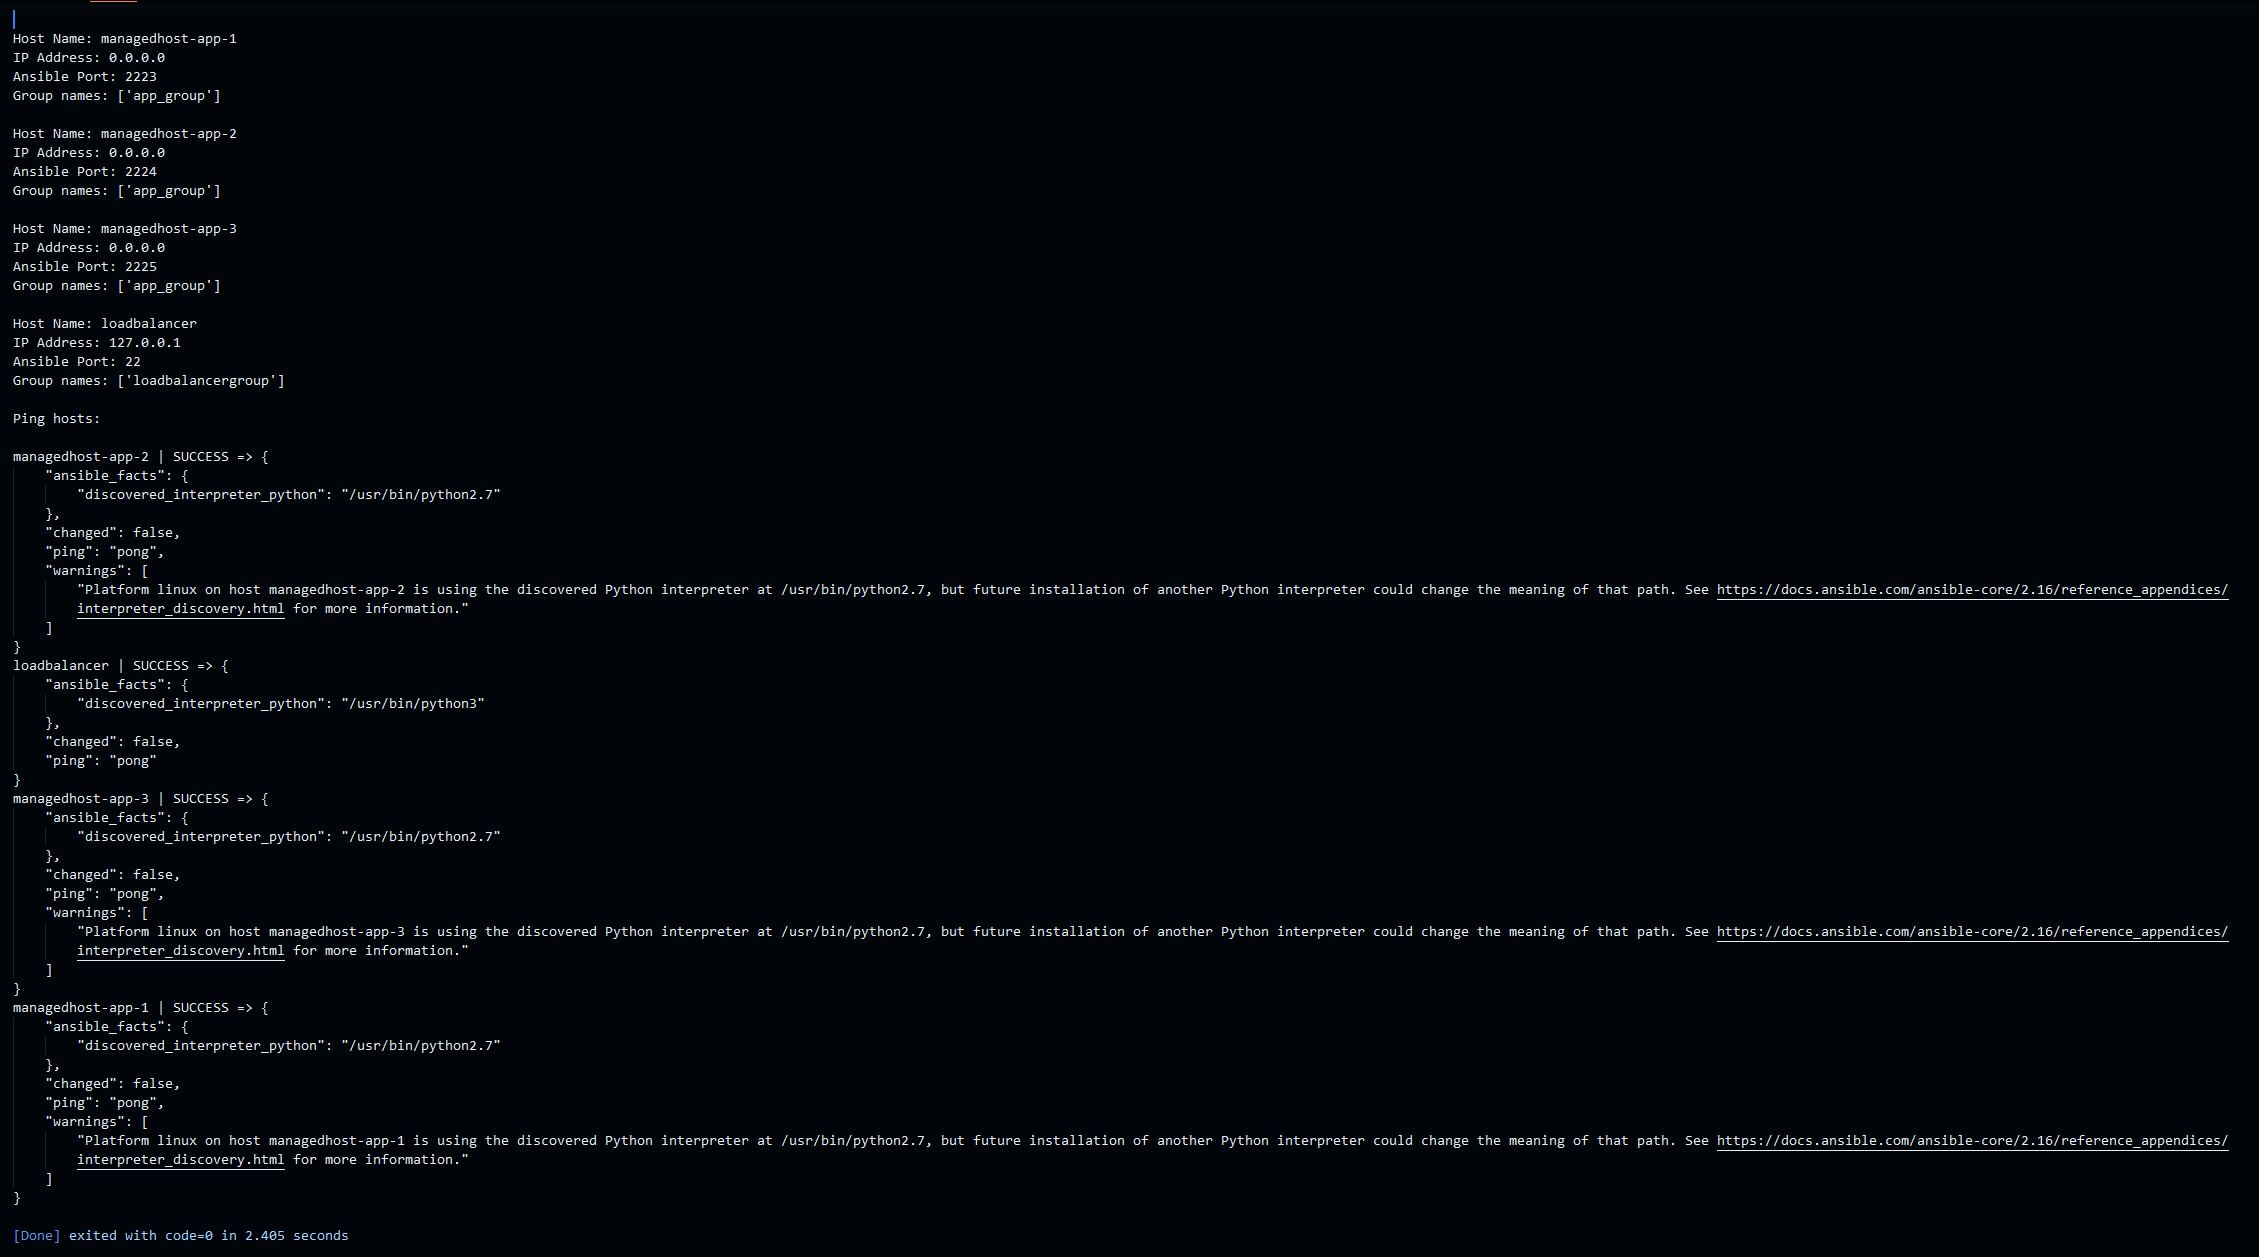 Host Name: managedhost-app-1
IP Address: 0.0.0.0
Ansible Port: 2223
Group names: ['app_group']

Host Name: managedhost-app-2
IP Address: 0.0.0.0
Ansible Port: 2224
Group names: ['app_group']

Host Name: managedhost-app-3
IP Address: 0.0.0.0
Ansible Port: 2225
Group names: ['app_group']

Host Name: loadbalancer
IP Address: 127.0.0.1
Ansible Port: 22
Group names: ['loadbalancergroup']

Ping hosts:

managedhost-app-2 | SUCCESS => {
    "ansible_facts": {
        "discovered_interpreter_python": "/usr/bin/python2.7"
    },
    "changed": false,
    "ping": "pong",
    "warnings": [
        "Platform linux on host managedhost-app-2 is using the discovered Python interpreter at /usr/bin/python2.7, but future installation of another Python interpreter could change the meaning of that path. See https://docs.ansible.com/ansible-core/2.16/reference_appendices/
        interpreter_discovery.html for more information."
    ]
}
loadbalancer | SUCCESS => {
    "ansible_facts": {
        "discovered_interpreter_python": "/usr/bin/python3"
    },
    "changed": false,
    "ping": "pong"
}
managedhost-app-3 | SUCCESS => {
    "ansible_facts": {
        "discovered_interpreter_python": "/usr/bin/python2.7"
    },
    "changed": false,
    "ping": "pong",
    "warnings": [
        "Platform linux on host managedhost-app-3 is using the discovered Python interpreter at /usr/bin/python2.7, but future installation of another Python interpreter could change the meaning of that path. See https://docs.ansible.com/ansible-core/2.16/reference_appendices/
        interpreter_discovery.html for more information."
    ]
}
managedhost-app-1 | SUCCESS => {
    "ansible_facts": {
        "discovered_interpreter_python": "/usr/bin/python2.7"
    },
    "changed": false,
    "ping": "pong",
    "warnings": [
        "Platform linux on host managedhost-app-1 is using the discovered Python interpreter at /usr/bin/python2.7, but future installation of another Python interpreter could change the meaning of that path. See https://docs.ansible.com/ansible-core/2.16/reference_appendices/
        interpreter_discovery.html for more information."
    ]
}

[Done] exited with code=0 in 2.405 seconds